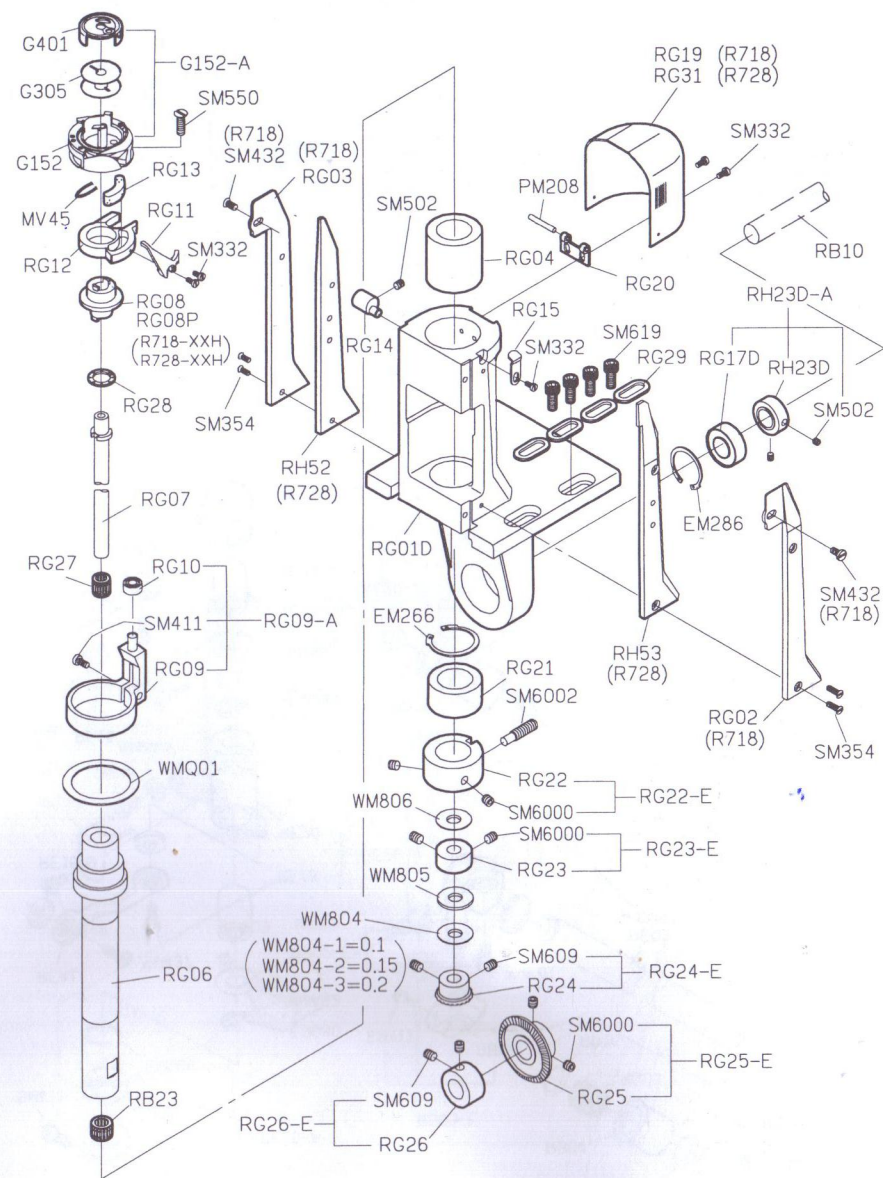 G401
G152-A
G305
SM550
G152
RG13
MV45
RG11
RG12
SM332
RG08
RG08P
(R718-XXH
R728-XXH)
RG28
RG07
RG27
RG10
SM411
RG09-A
RG09
WMQ01
RG06
RB23
(R718)
SM432
(R718)
RG03
SM354
RH52
(R728)
SM502
RG14
RG04
RG15
SM332
RG01D
RG19 (R718)
RG31 (R728)
SM332
PM208
RG20
RB10
RH23D-A
SM619
RG29
RG17D
RH23D
SM502
EM286
SM432
(R718)
RH53
(R728)
RG02
(R718)
SM354
EM266
RG21
SM6002
RG22
SM6000
RG22-E
WM806
SM6000
RG23
RG23-E
WM805
WM804
(WM804-1=0.1
WM804-2=0.15
WM804-3=0.2)
SM609
RG24
RG24-E
SM6000
RG25
RG25-E
SM609
RG26-E
RG26